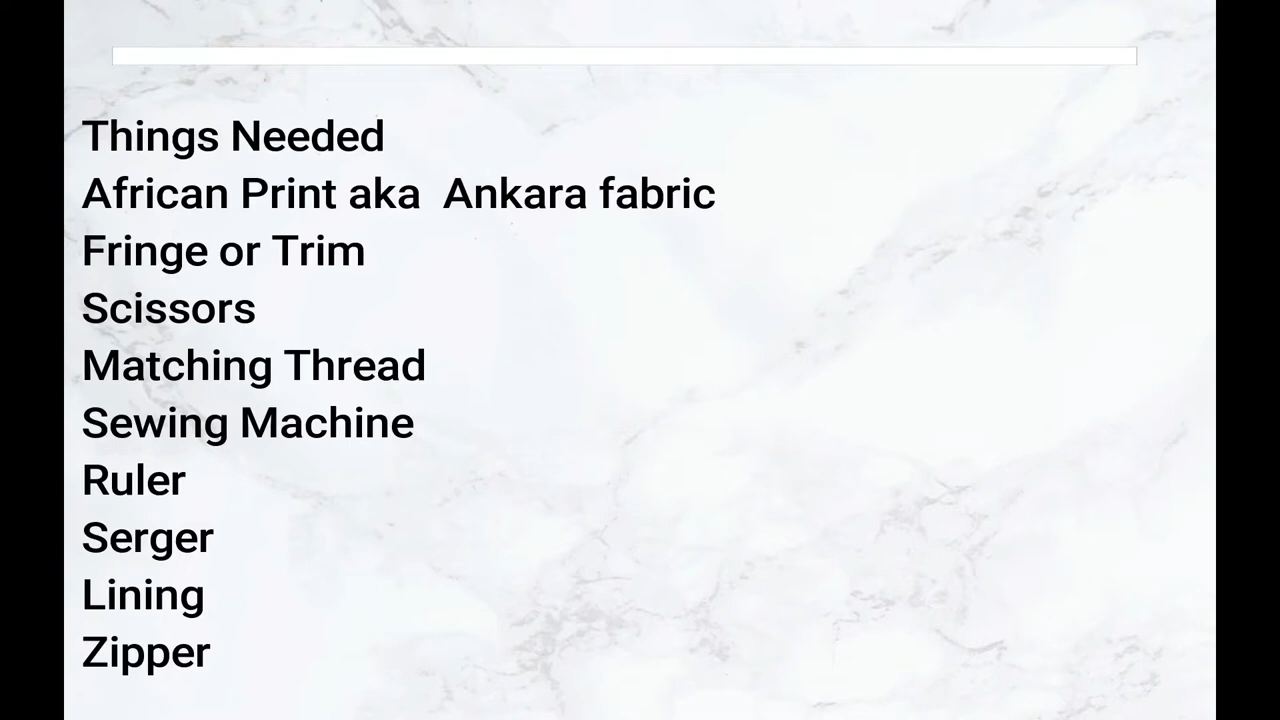 Things Needed
African Print aka  Ankara fabric
Fringe or Trim
Scissors
Matching Thread
Sewing Machine
Ruler
Serger
Lining
Zipper